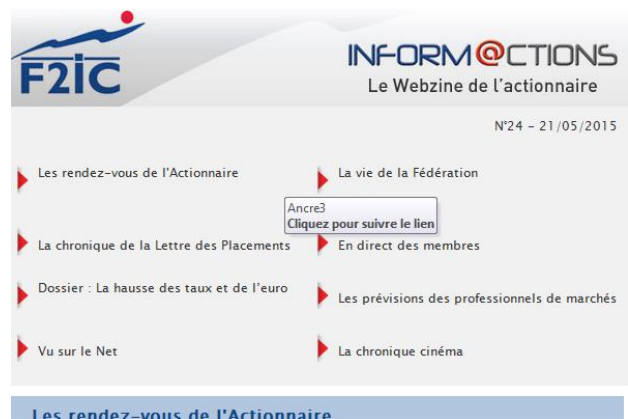 F2iC
INFORM@CTIONS
Le Webzine de l'actionnaire
N°24 - 21/05/2015
Les rendez-vous de l'Actionnaire
La vie de la Fédération
Ancre3
Cliquez pour suivre le lien
La chronique de la Lettre des Placements
En direct des membres
Dossier : La hausse des taux et de l'euro
Les prévisions des professionnels de marchés
Vu sur le Net
La chronique cinéma
Les rendez-vous de l'Actionnaire